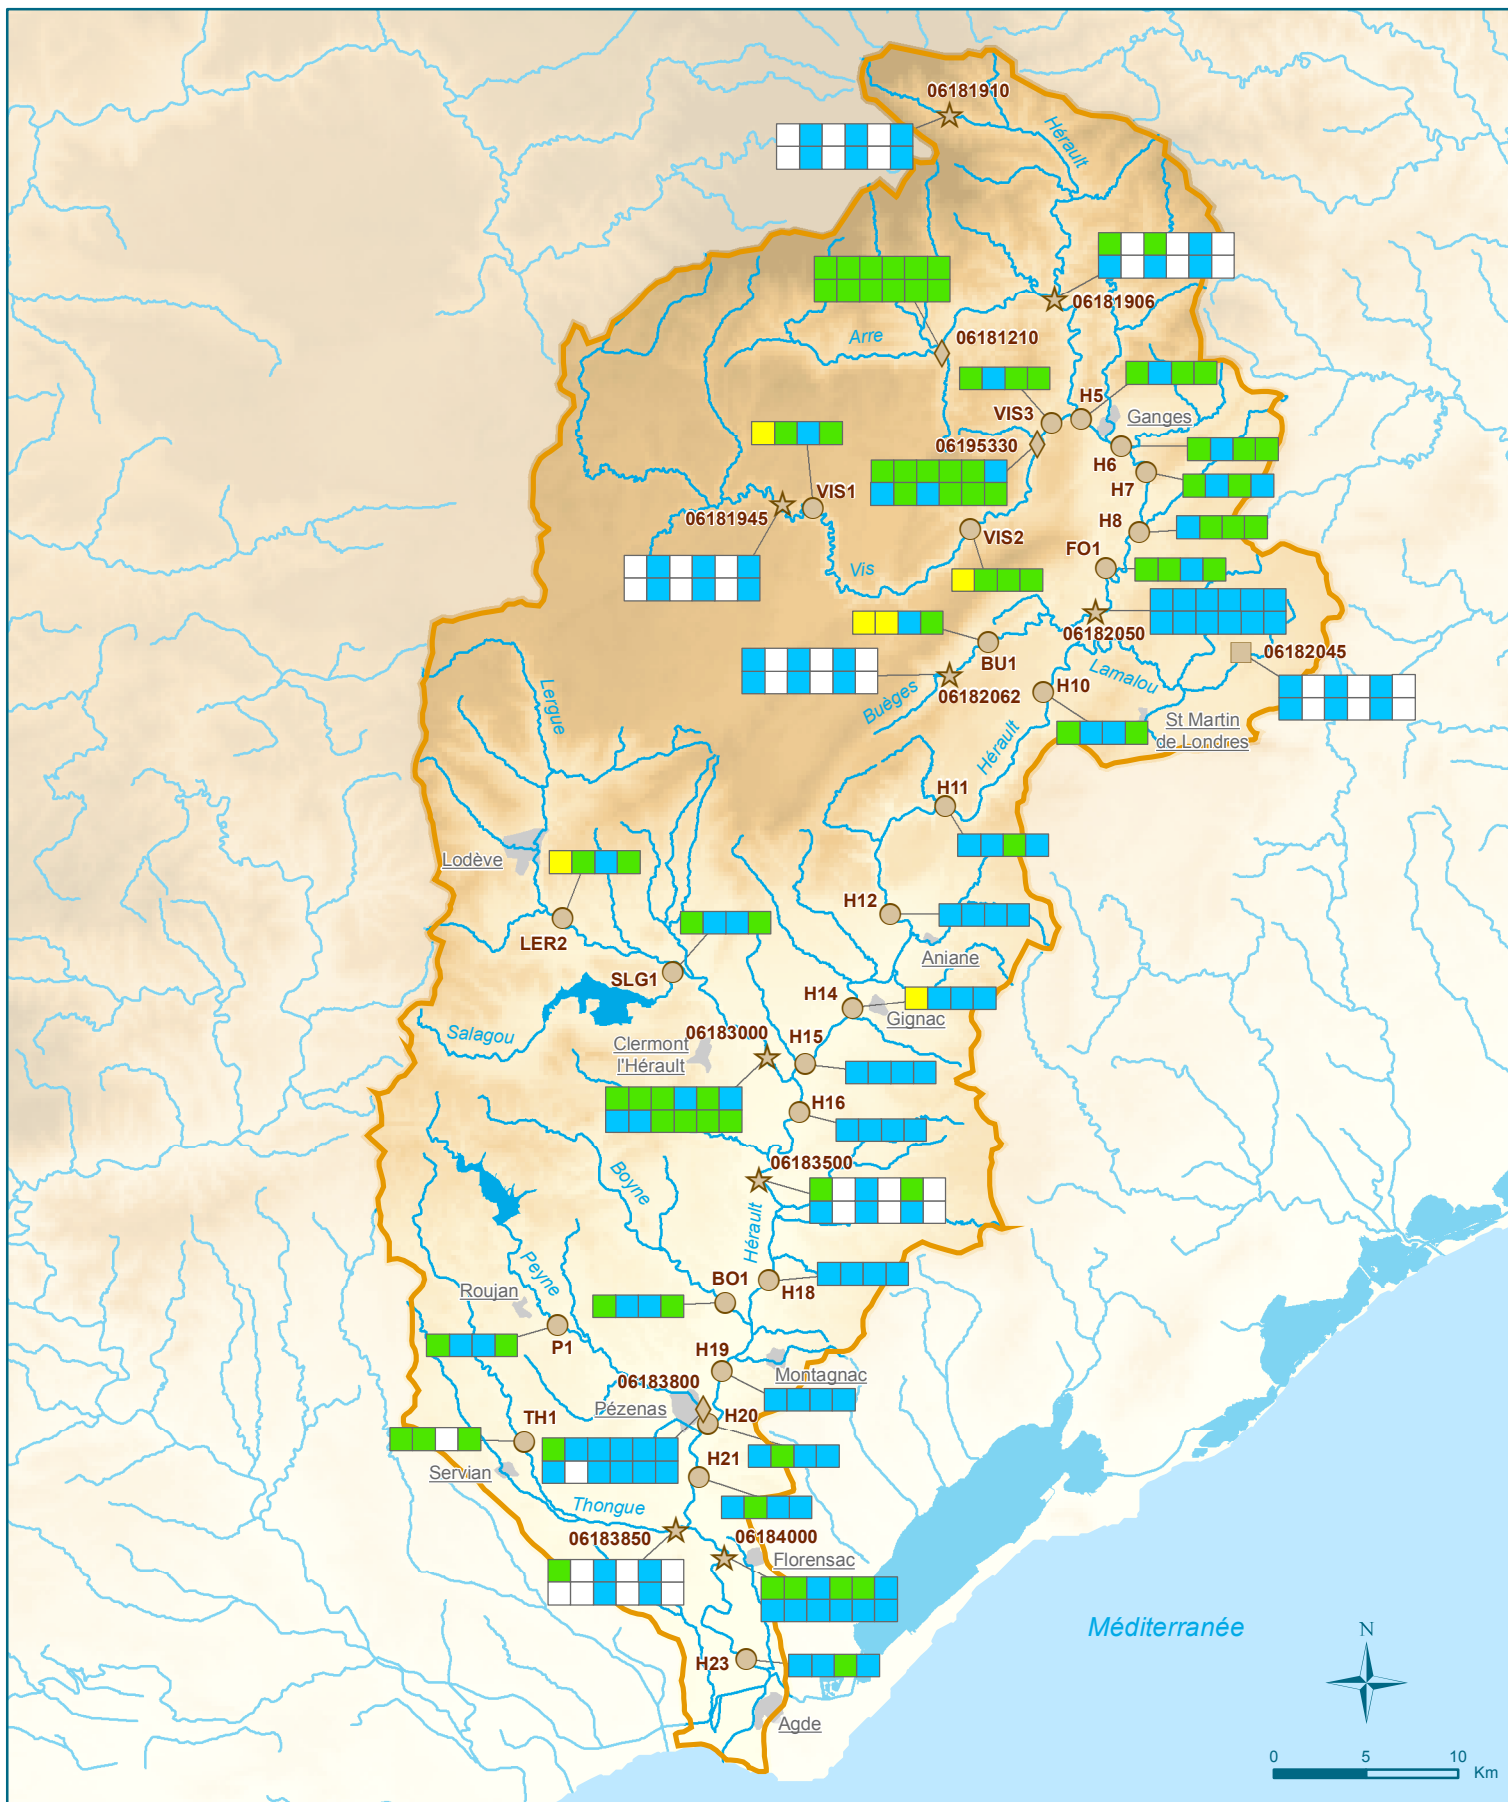 06181910
Hérault
06181906
Arre
06181210
H5
VIS3
Ganges
06195330
H6
H7
VIS1
06181945
H8
VIS2
FO1
Vis
06182050
06182045
BU1
Lamalou
H10
06182062
Buèges
Lergue
St Martin
de Londres
Hérault
H11
Lodève
H12
LER2
Aniane
SLG1
H14
Gignac
Salagou
06183000
H15
Clermont
l'Hérault
H16
06183500
Boyne
Hérault
Peyne
BO1
H18
Roujan
P1
H19
Montagnac
06183800
Pézenas
H20
TH1
H21
Servian
Thongue
06183850
06184000
Florensac
Méditerranée
N
H23
Agde
0 5 10
Km